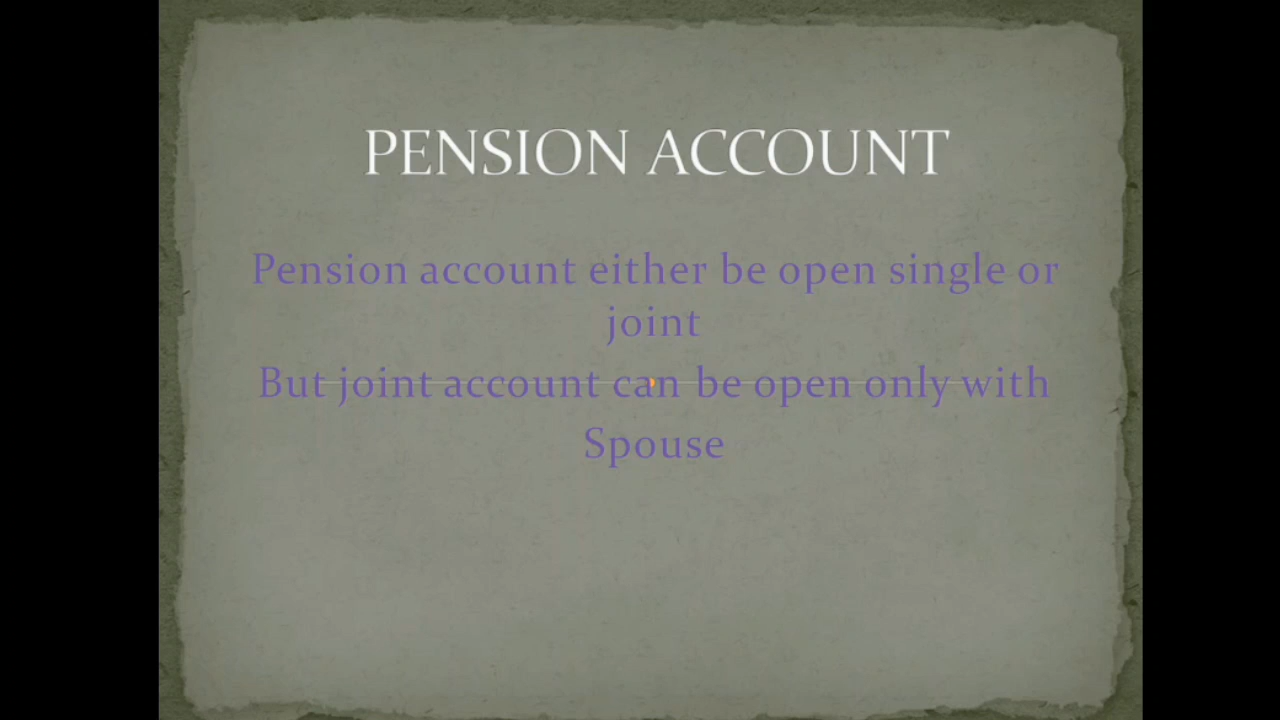 PENSION ACCOUNT
Pension account either be open single or
joint
But joint account can be open only with
Spouse